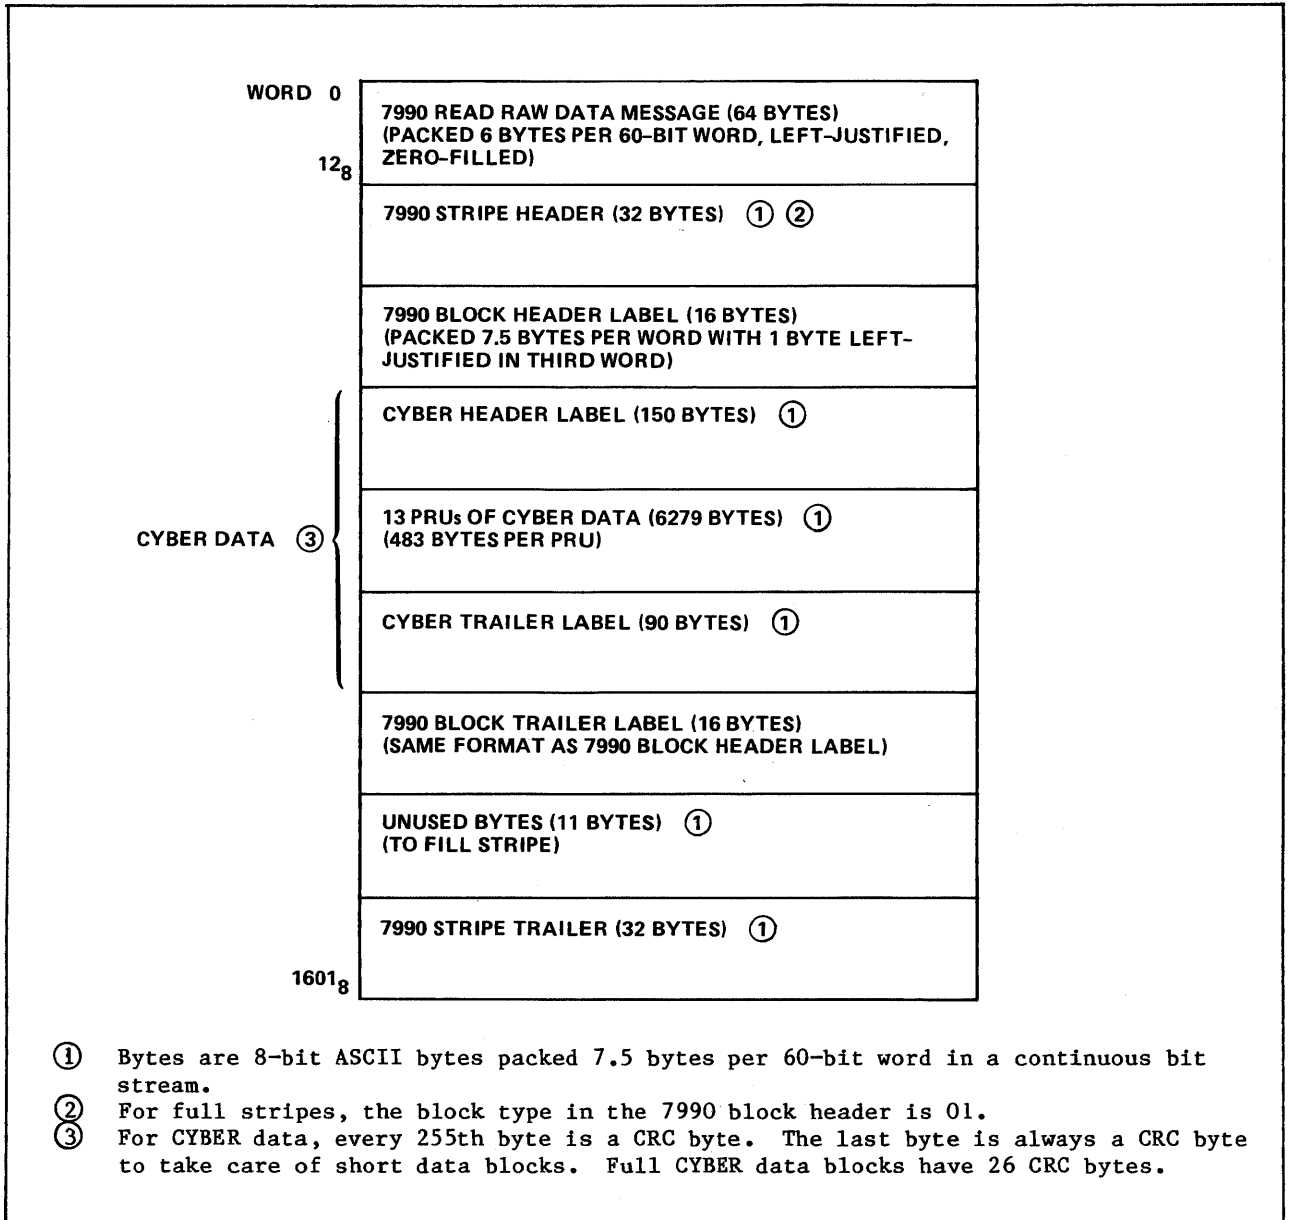 WORD 0
7990 READ RAW DATA MESSAGE (64 BYTES)
(PACKED 6 BYTES PER 60-BIT WORD, LEFT-JUSTIFIED,
ZERO-FILLED)
12₈
7990 STRIPE HEADER (32 BYTES) ① ②
7990 BLOCK HEADER LABEL (16 BYTES)
(PACKED 7.5 BYTES PER WORD WITH 1 BYTE LEFT-
JUSTIFIED IN THIRD WORD)
CYBER HEADER LABEL (150 BYTES) ①
CYBER DATA ③
13 PRUs OF CYBER DATA (6279 BYTES) ①
(483 BYTES PER PRU)
CYBER TRAILER LABEL (90 BYTES) ①
7990 BLOCK TRAILER LABEL (16 BYTES)
(SAME FORMAT AS 7990 BLOCK HEADER LABEL)
UNUSED BYTES (11 BYTES) ①
(TO FILL STRIPE)
7990 STRIPE TRAILER (32 BYTES) ①
1601₈
① Bytes are 8-bit ASCII bytes packed 7.5 bytes per 60-bit word in a continuous bit
stream.
② For full stripes, the block type in the 7990 block header is 01.
③ For CYBER data, every 255th byte is a CRC byte. The last byte is always a CRC byte
to take care of short data blocks. Full CYBER data blocks have 26 CRC bytes.